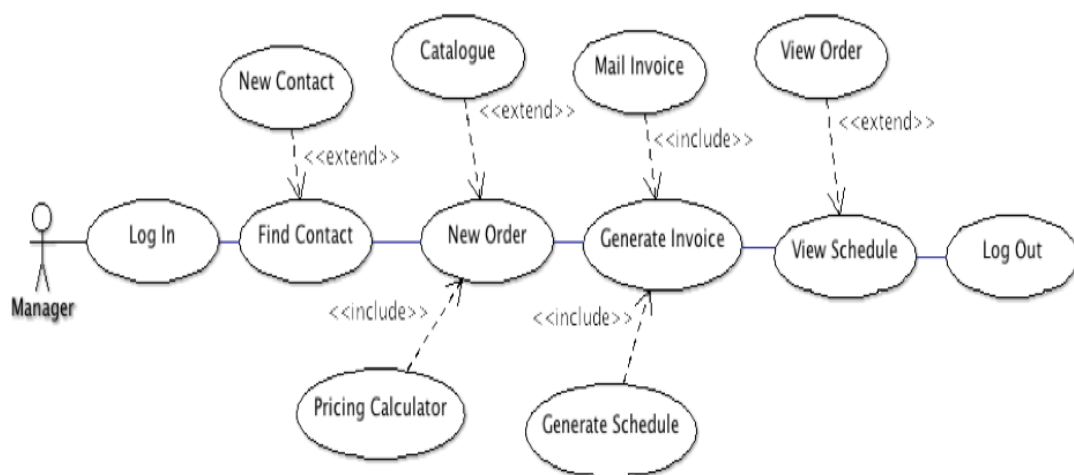 Catalogue
View Order
Mail Invoice
New Contact
<<extend>>
<<extend>>
<<include>>
<<extend>>
Log In
Find Contact
New Order
Generate Invoice
View Schedule
Log Out
Manager
<<include>>
<<include>>
Pricing Calculator
Generate Schedule